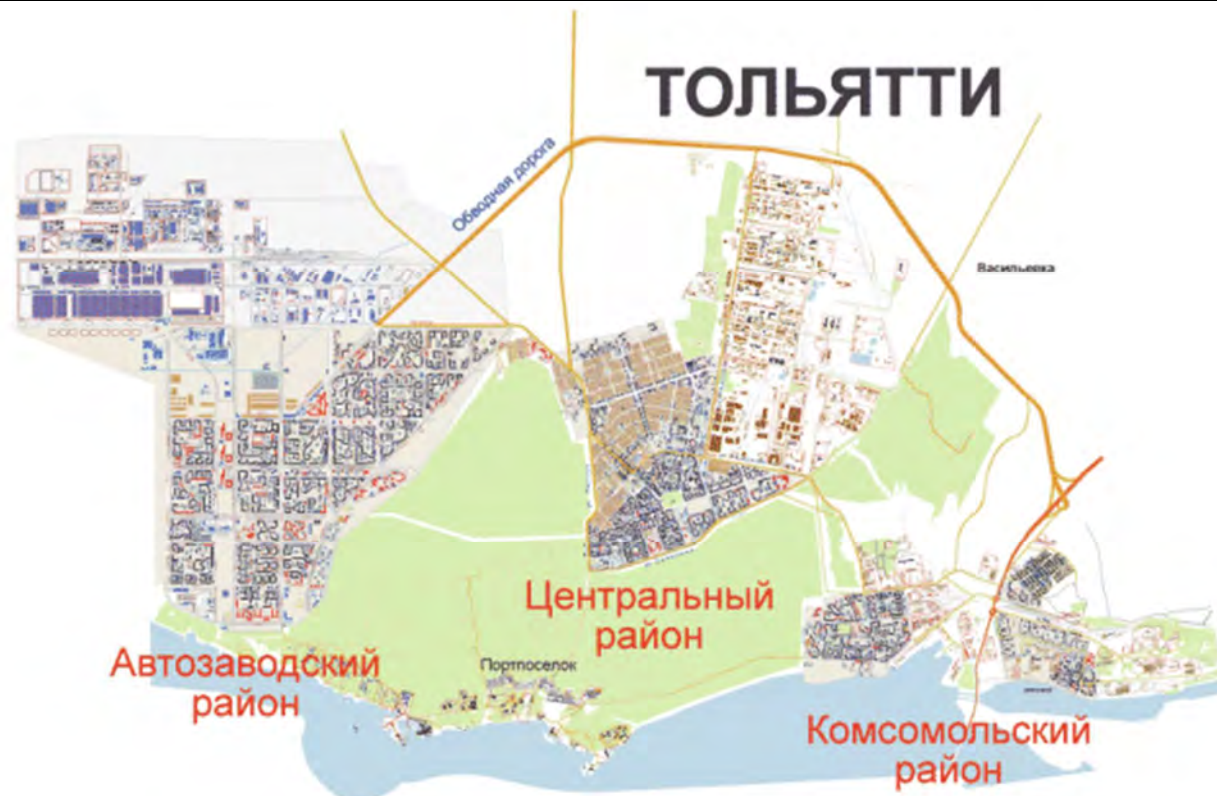 ТОЛЬЯТТИ
Обводная дорога
Васильевка
Центральный
район
Автозаводский
район
Портпоселок
Комсомольский
район